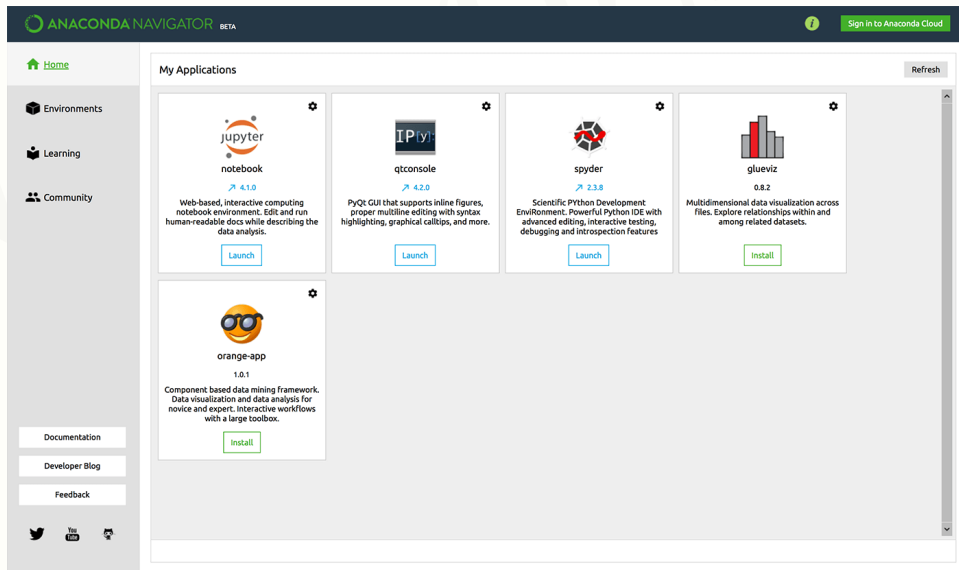 ANACONDA NAVIGATOR BETA
i
Sign in to Anaconda Cloud
Home
Environments
Learning
Community
Documentation
Developer Blog
Feedback
You
Tube
My Applications
Refresh
jupyter
notebook
4.1.0
Web-based, interactive computing
notebook environment. Edit and run
human-readable docs while describing the
data analysis.
Launch
IP[y]:
qtconsole
4.2.0
PyQt GUI that supports inline figures,
proper multiline editing with syntax
highlighting, graphical calltips, and more.
Launch
spyder
2.3.8
Scientific PYthon Development
EnviRonment. Powerful Python IDE with
advanced editing, interactive testing,
debugging and introspection features
Launch
glueviz
0.8.2
Multidimensional data visualization across
files. Explore relationships within and
among related datasets.
Install
orange-app
1.0.1
Component based data mining framework.
Data visualization and data analysis for
novice and expert. Interactive workflows
with a large toolbox.
Install